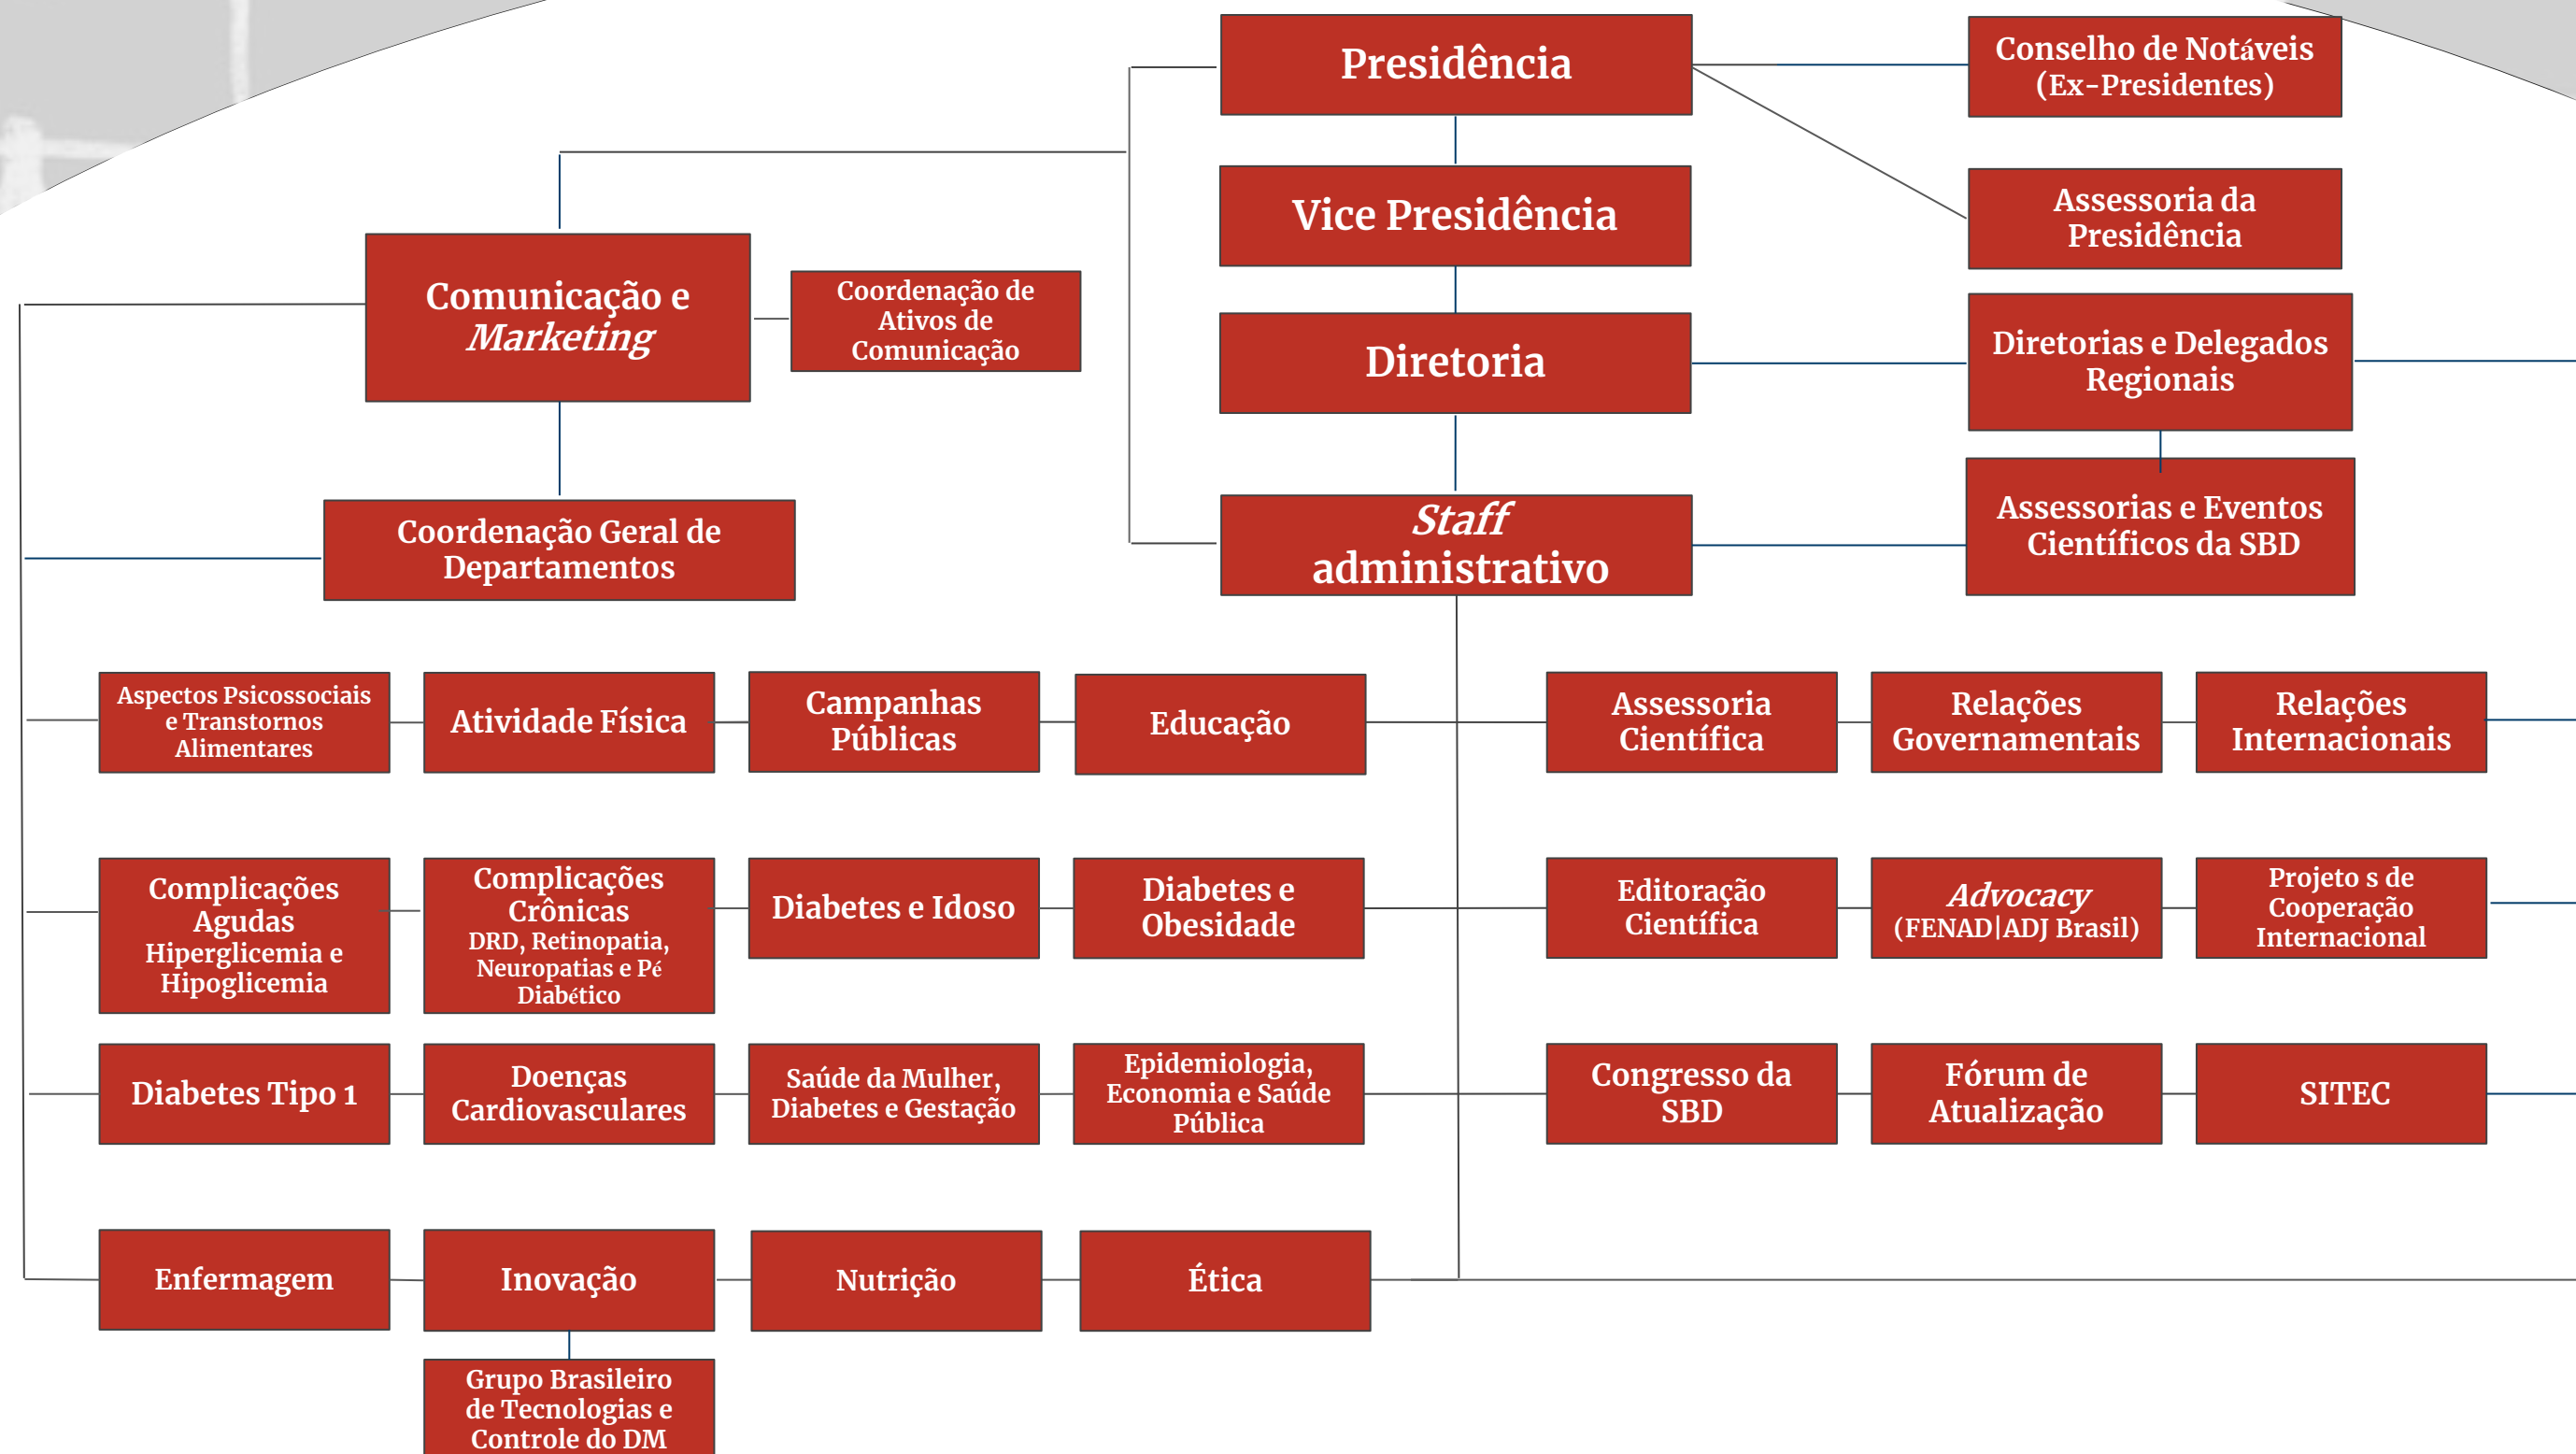 Presidência
Conselho de Notáveis
(Ex-Presidentes)
Vice Presidência
Assessoria da
Presidência
Comunicação e
Marketing
Coordenação de
Ativos de
Comunicação
Diretoria
Diretorias e Delegados
Regionais
Coordenação Geral de
Departamentos
Staff
administrativo
Assessorias e Eventos
Científicos da SBD
Aspectos Psicossociais
e Transtornos
Alimentares
Atividade Física
Campanhas
Públicas
Educação
Assessoria
Científica
Relações
Governamentais
Relações
Internacionais
Complicações
Agudas
Hiperglicemia e
Hipoglicemia
Complicações
Crônicas
DRD, Retinopatia,
Neuropatias e Pé
Diabético
Diabetes e Idoso
Diabetes e
Obesidade
Editoração
Científica
Advocacy
(FENAD|ADJ Brasil)
Projeto s de
Cooperação
Internacional
Diabetes Tipo 1
Doenças
Cardiovasculares
Saúde da Mulher,
Diabetes e Gestação
Epidemiologia,
Economia e Saúde
Pública
Congresso da
SBD
Fórum de
Atualização
SITEC
Enfermagem
Inovação
Nutrição
Ética
Grupo Brasileiro
de Tecnologias e
Controle do DM